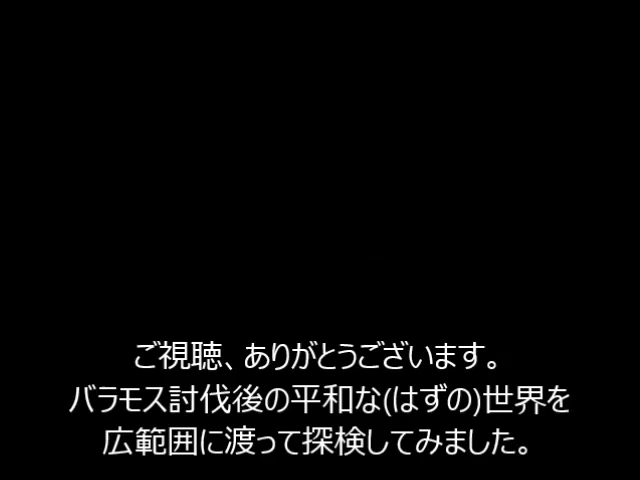 ご視聴、ありがとうございます。
バラモス討伐後の平和な(はずの)世界を
広範囲に渡って探検してみました。